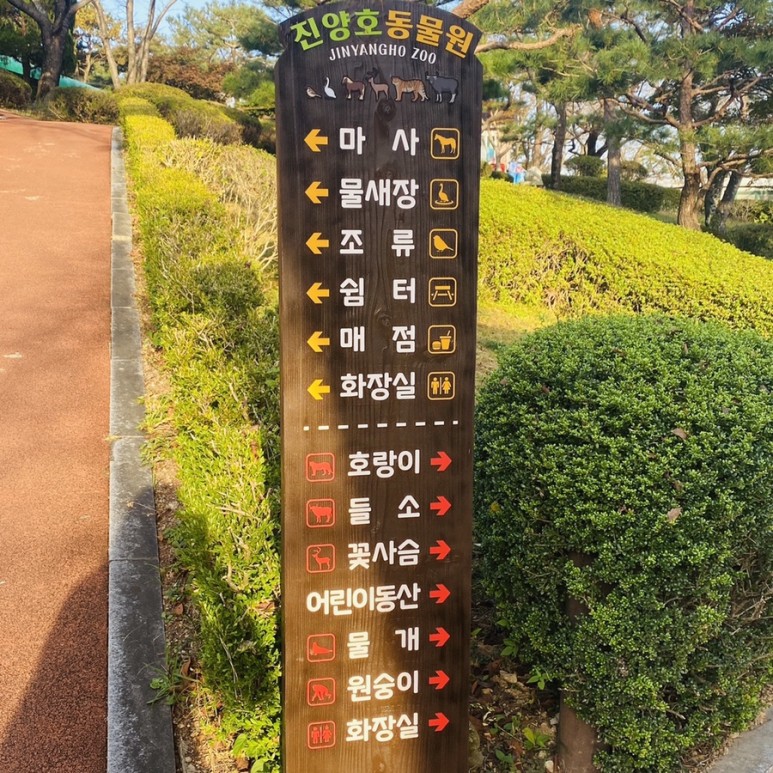 진양호동물원
JINYANGHO ZOO
마 사
물새장
조 류
쉼 터
매 점
화장실
호랑이
들 소
꽃사슴
어린이동산
물 개
원숭이
화장실